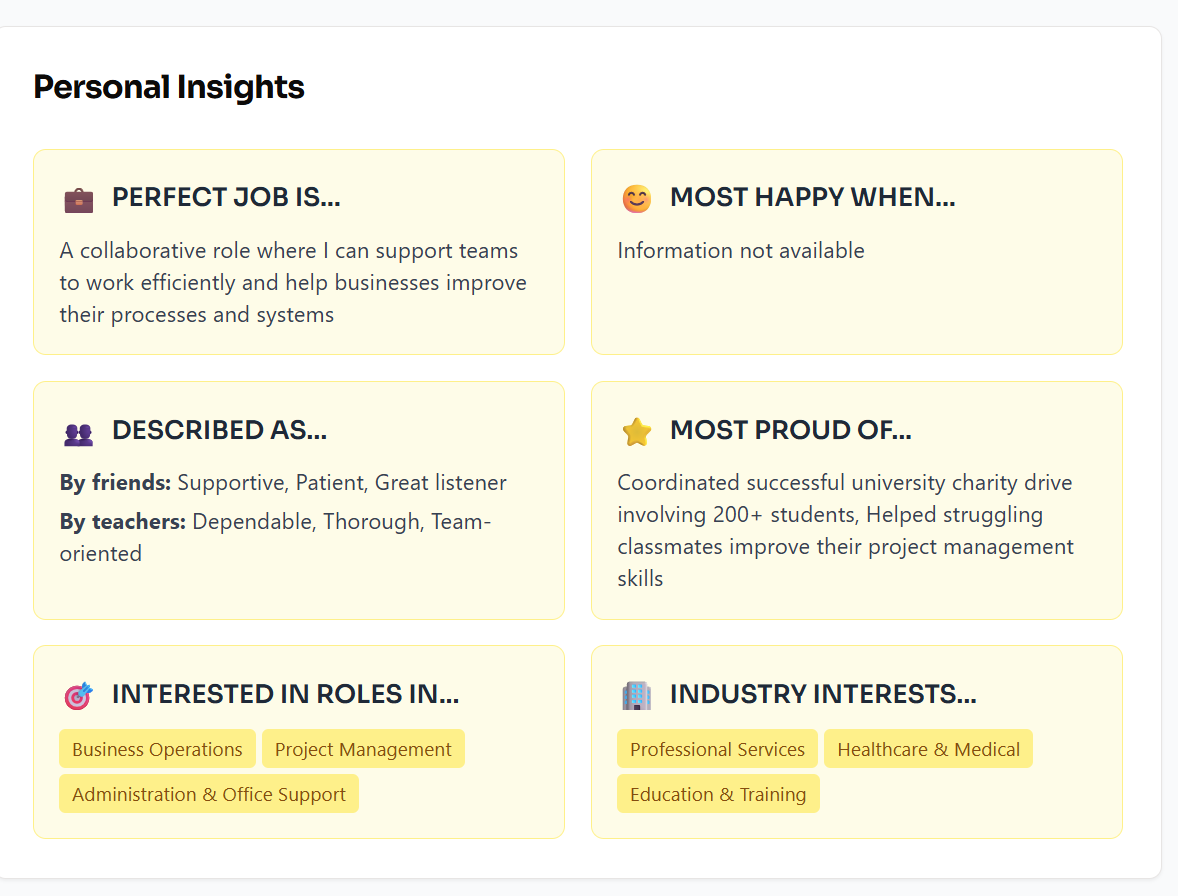 Personal Insights
PERFECT JOB IS...
A collaborative role where I can support teams
to work efficiently and help businesses improve
their processes and systems
MOST HAPPY WHEN...
Information not available
DESCRIBED AS...
By friends: Supportive, Patient, Great listener
By teachers: Dependable, Thorough, Team-
oriented
MOST PROUD OF...
Coordinated successful university charity drive
involving 200+ students, Helped struggling
classmates improve their project management
skills
INTERESTED IN ROLES IN...
Business Operations
Project Management
Administration & Office Support
INDUSTRY INTERESTS...
Professional Services
Healthcare & Medical
Education & Training